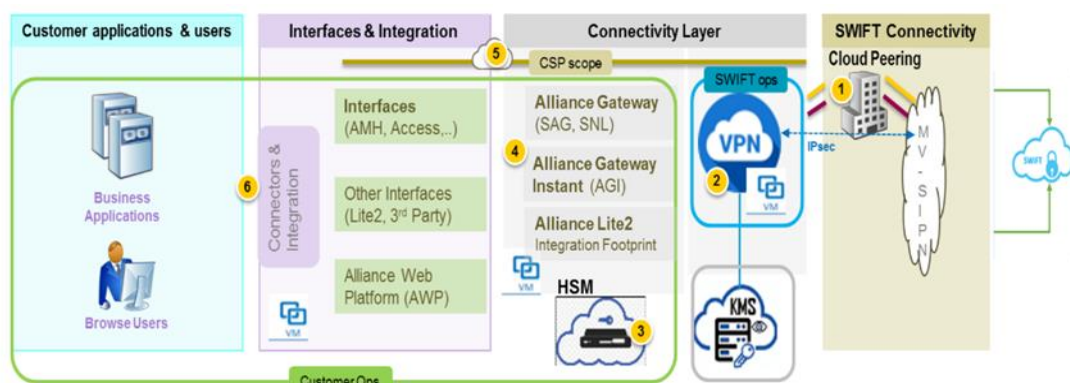 Customer applications & users
Interfaces & Integration
Connectivity Layer
SWIFT Connectivity
Cloud Peering
5
CSP scope
SWIFT ops
1
Business
Applications
Browse Users
6
Connectors &
Integration
Interfaces
(AMH, Access,..)
Other Interfaces
(Lite2, 3rd Party)
Alliance Web
Platform (AWP)
VM
4
Alliance Gateway
(SAG, SNL)
Alliance Gateway
Instant (AGI)
Alliance Lite2
Integration Footprint
VM
HSM
3
VPN
2
VM
IPsec
KMS
MV-SIPN
SWIFT
Customer Ops